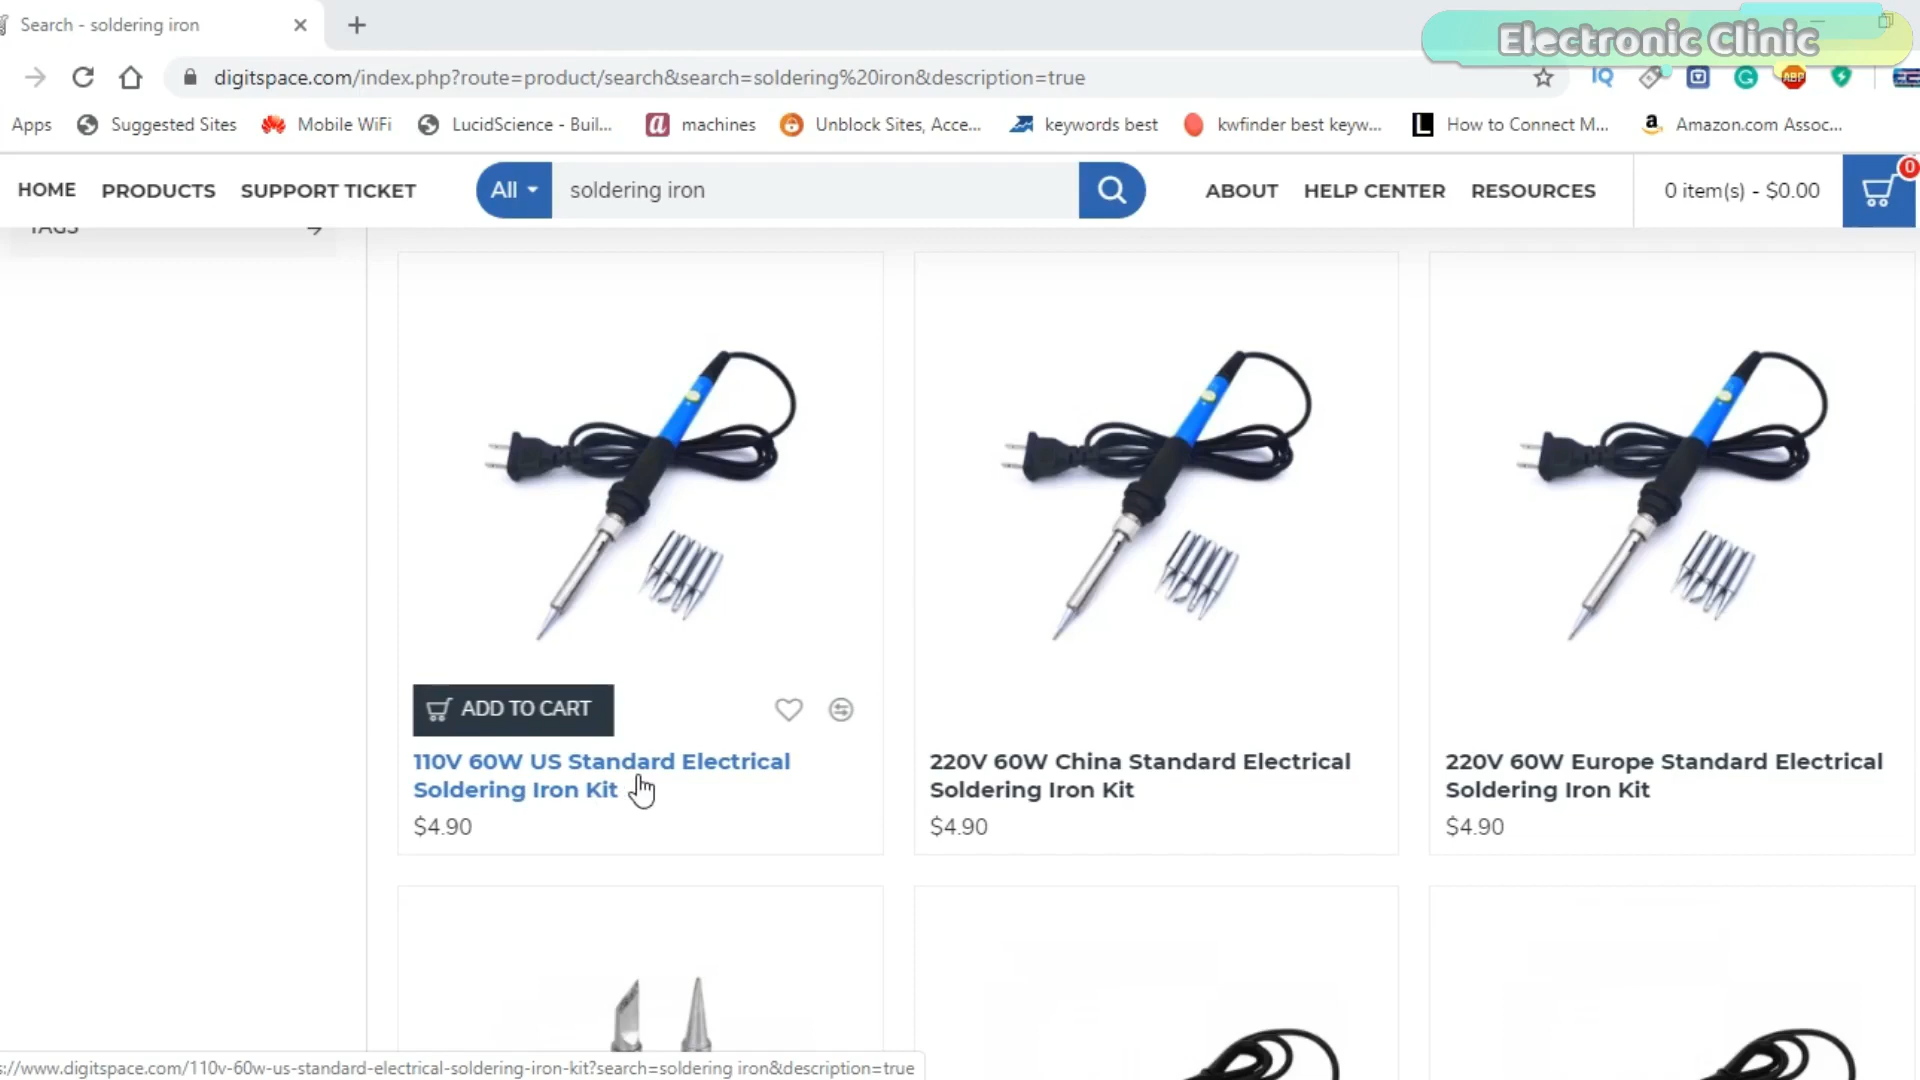 Search - soldering iron
Electronic Clinic
digitspace.com/index.php?route=product/search&search=soldering%20iron&description=true
IQ
ABP
Apps
Suggested Sites
Mobile WiFi
LucidScience - Buil...
machines
Unblock Sites, Acce...
keywords best
kwfinder best keyw...
How to Connect M...
Amazon.com Assoc...
HOME
PRODUCTS
SUPPORT TICKET
All
soldering iron
ABOUT
HELP CENTER
RESOURCES
0 item(s) - $0.00
0
TAGS
ADD TO CART
110V 60W US Standard Electrical
Soldering Iron Kit
$4.90
220V 60W China Standard Electrical
Soldering Iron Kit
$4.90
220V 60W Europe Standard Electrical
Soldering Iron Kit
$4.90
s://www.digitspace.com/110v-60w-us-standard-electrical-soldering-iron-kit?search=soldering iron&description=true